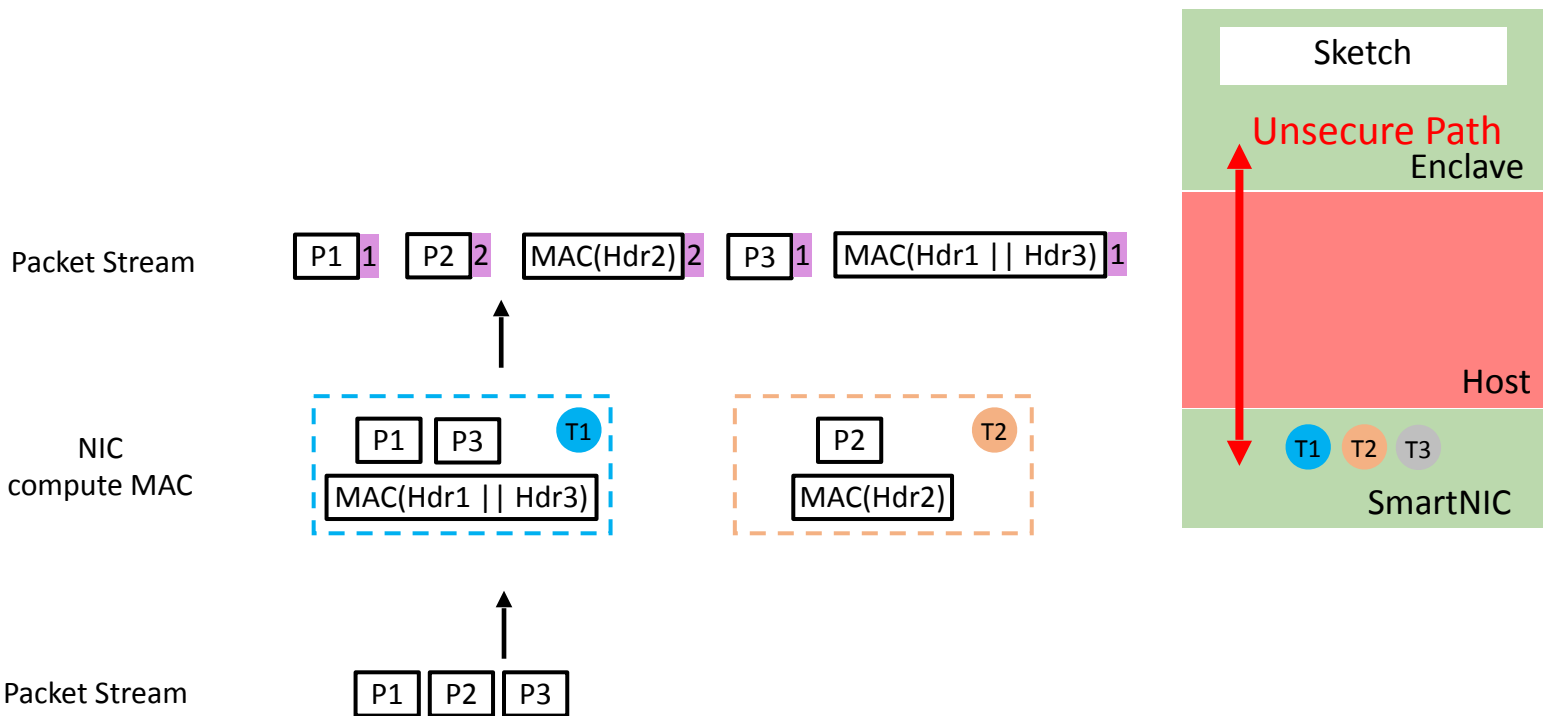 Sketch
Unsecure Path
Enclave
Packet Stream
P1 1 P2 2 MAC(Hdr2) 2 P3 1 MAC(Hdr1 || Hdr3) 1
Host
NIC
compute MAC
P1 P3 T1
MAC(Hdr1 || Hdr3)
P2 T2
MAC(Hdr2)
T1 T2 T3
SmartNIC
Packet Stream
P1 P2 P3